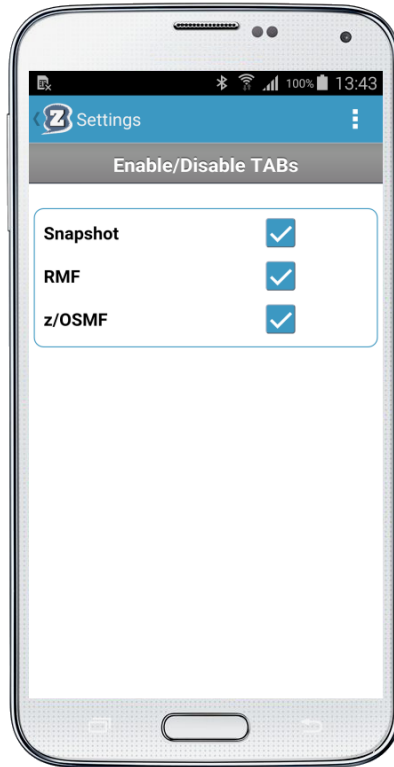 100% 13:43
Z Settings
Enable/Disable TABs
Snapshot
RMF
z/OSMF